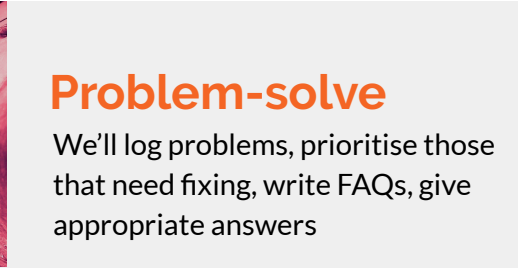 Problem-solve
We’ll log problems, prioritise those
that need fixing, write FAQs, give
appropriate answers